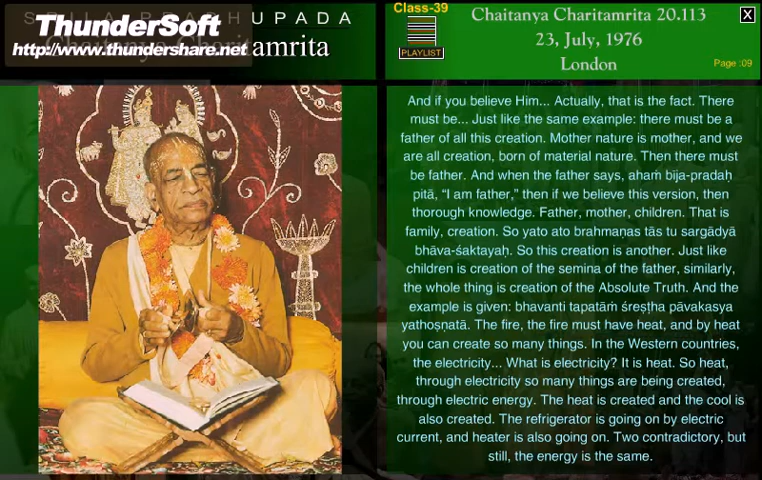 SRILA PRABHUPADA
ThunderSoft
http://www.thundershare.net
Chaitanya Charitamrita
Class-39
PLAYLIST
Chaitanya Charitamrita 20.113
23, July, 1976
London
X
Page :09
And if you believe Him... Actually, that is the fact. There
must be... Just like the same example: there must be a
father of all this creation. Mother nature is mother, and we
are all creation, born of material nature. Then there must
be father. And when the father says, ahaṁ bija-pradaḥ
pitā, “I am father,” then if we believe this version, then
thorough knowledge. Father, mother, children. That is
family, creation. So yato ato brahmaṇas tās tu sargādyā
bhāva-śaktayaḥ. So this creation is another. Just like
children is creation of the semina of the father, similarly,
the whole thing is creation of the Absolute Truth. And the
example is given: bhavanti tapatāṁ śreṣṭha pāvakasya
yathoṣṇatā. The fire, the fire must have heat, and by heat
you can create so many things. In the Western countries,
the electricity... What is electricity? It is heat. So heat,
through electricity so many things are being created,
through electric energy. The heat is created and the cool is
also created. The refrigerator is going on by electric
current, and heater is also going on. Two contradictory, but
still, the energy is the same.